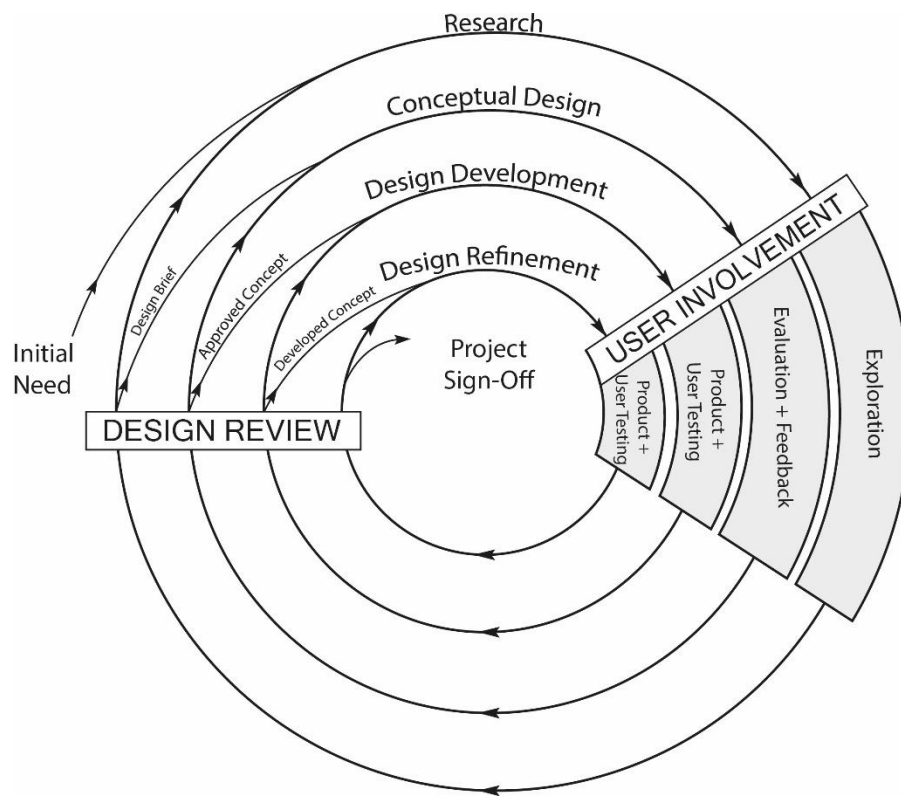 Research
Conceptual Design
Design Development
Design Refinement
Design Brief
Approved Concept
Developed Concept
Initial
Need
Project
Sign-Off
DESIGN REVIEW
USER INVOLVEMENT
Product +
User Testing
Product +
User Testing
Evaluation + Feedback
Exploration